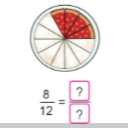 8/12 = ?/?